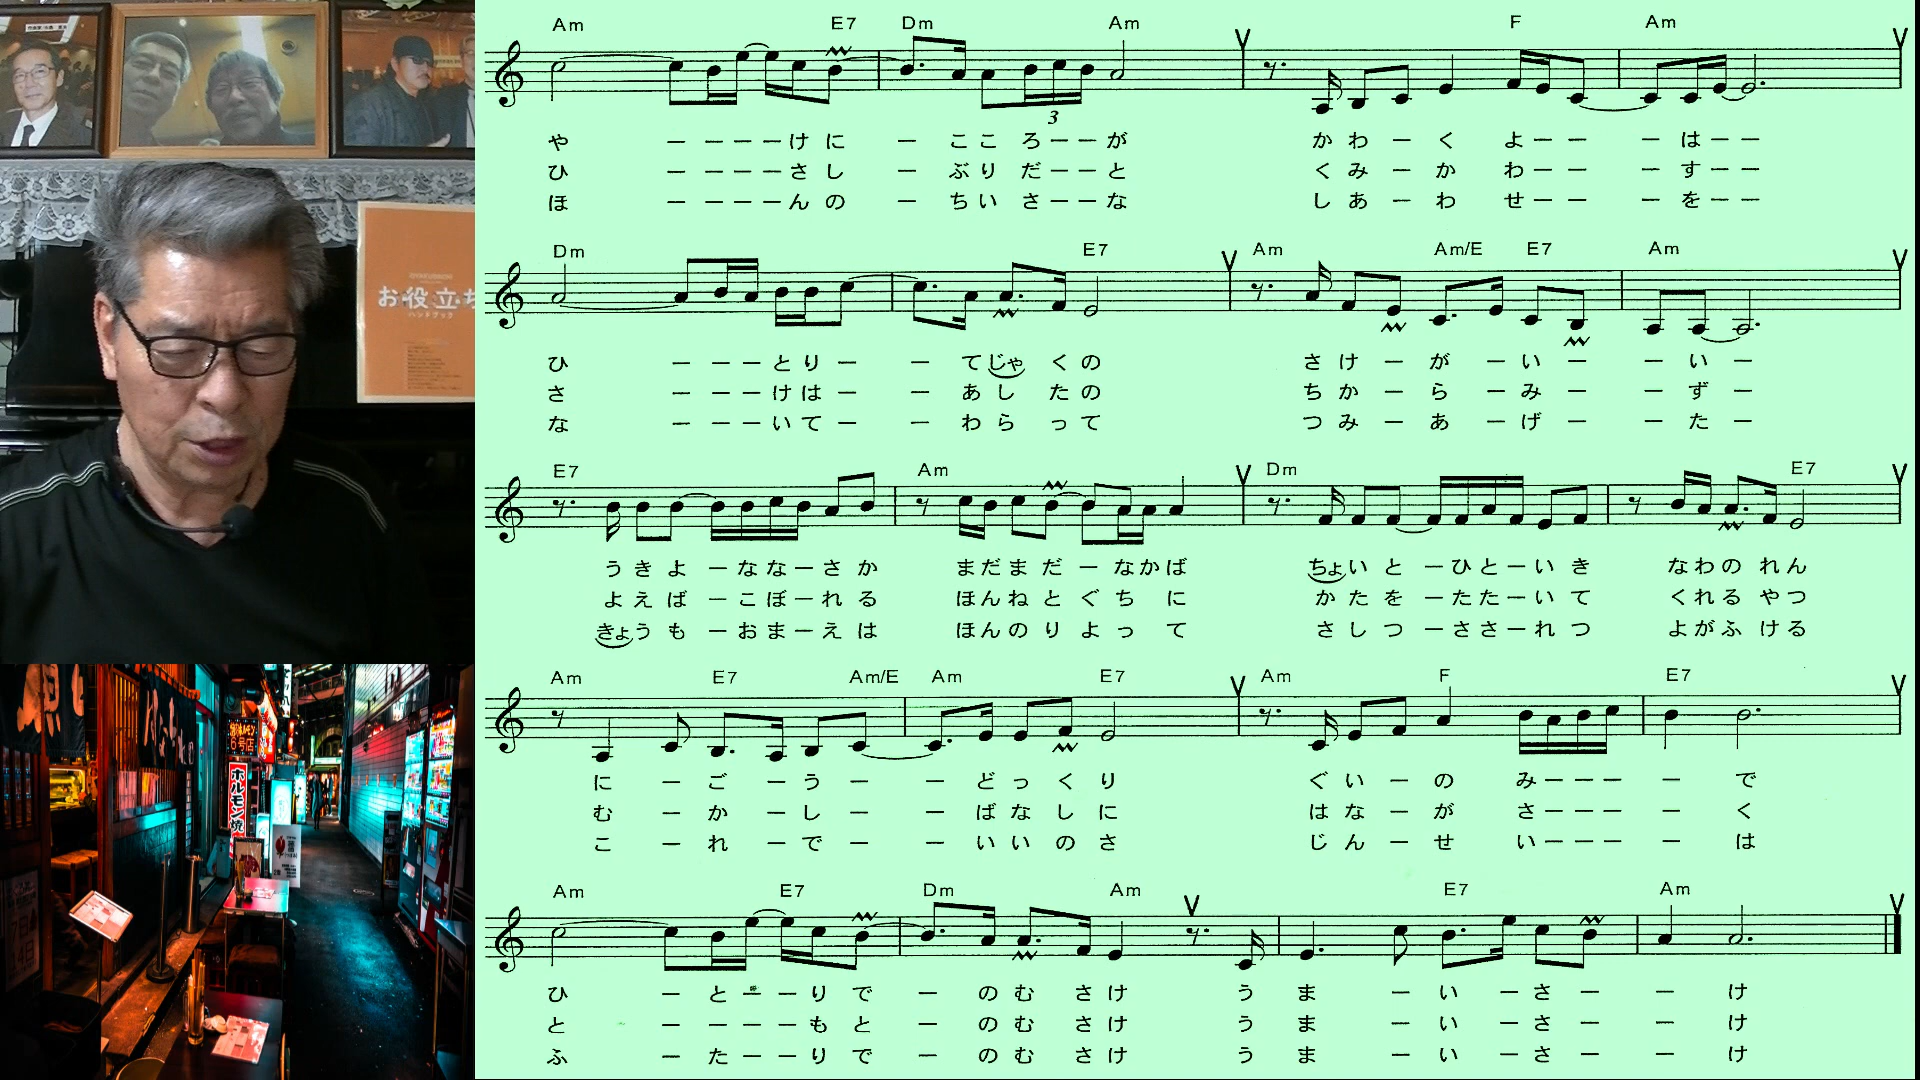 お役立ち
ハンドブック
ホルモン焼
6号店
Am E7 Dm Am F Am
3
や ーーーーけに ーこころーーが かわーくよーー ーはーー
ひ ーーーーさし ーぶりだーーと くみーかわーー ーすーー
ほ ーーーーんの ーちいさーーな しあーわせーー ーをーー
Dm E7 Am Am/E E7 Am
ひ ーーーとりー ーてじゃくの さけーがーいー ーいー
さ ーーーけはー ーあしたの ちかーらーみー ーずー
な ーーーいてー ーわらって つみーあーげー ーたー
E7 Am Dm E7
うきよーななーさか まだまだーなかば ちょいとーひとーいき なわのれん
よえばーこぼーれる ほんねとぐちに かたをーたたーいて くれるやつ
きょうもーおまーえは ほんのりよって さしつーささーれつ よがふける
Am E7 Am/E Am E7 Am F E7
にーごーうー ーどっくり ぐいーのみーーー ーで
むーかーしー ーばなしに はなーがさーーー ーく
こーれーでー ーいいのさ じんーせいーーー ーは
Am E7 Dm Am E7 Am
ひ ーとーーりで ーのむさけ うまーいーさー ーけ
と ーーーーもと ーのむさけ うまーいーさー ーけ
ふ ーたーーりで ーのむさけ うまーいーさー ーけ